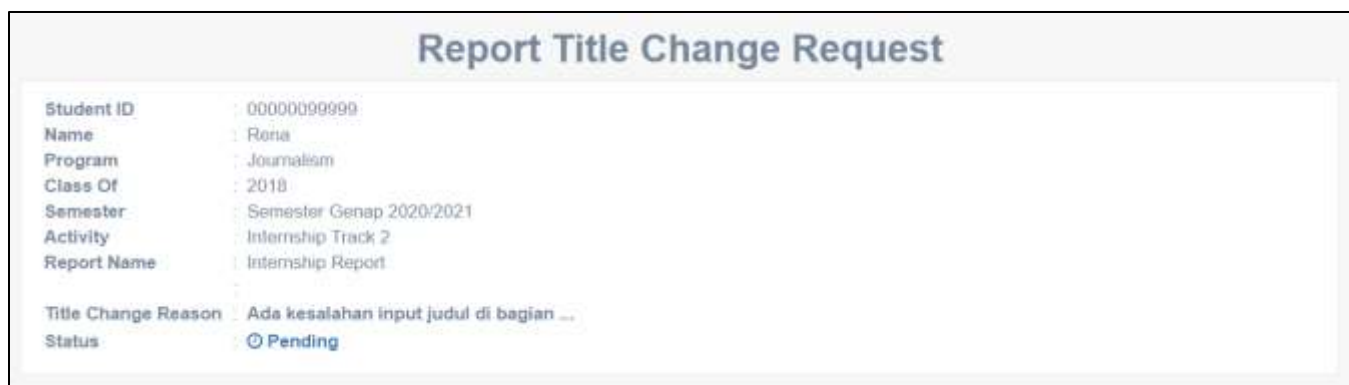 Report Title Change Request
Student ID : 00000099999
Name : Rena
Program : Journalism
Class Of : 2018
Semester : Semester Genap 2020/2021
Activity : Internship Track 2
Report Name : Internship Report
:
Title Change Reason : Ada kesalahan input judul di bagian ...
Status : Pending